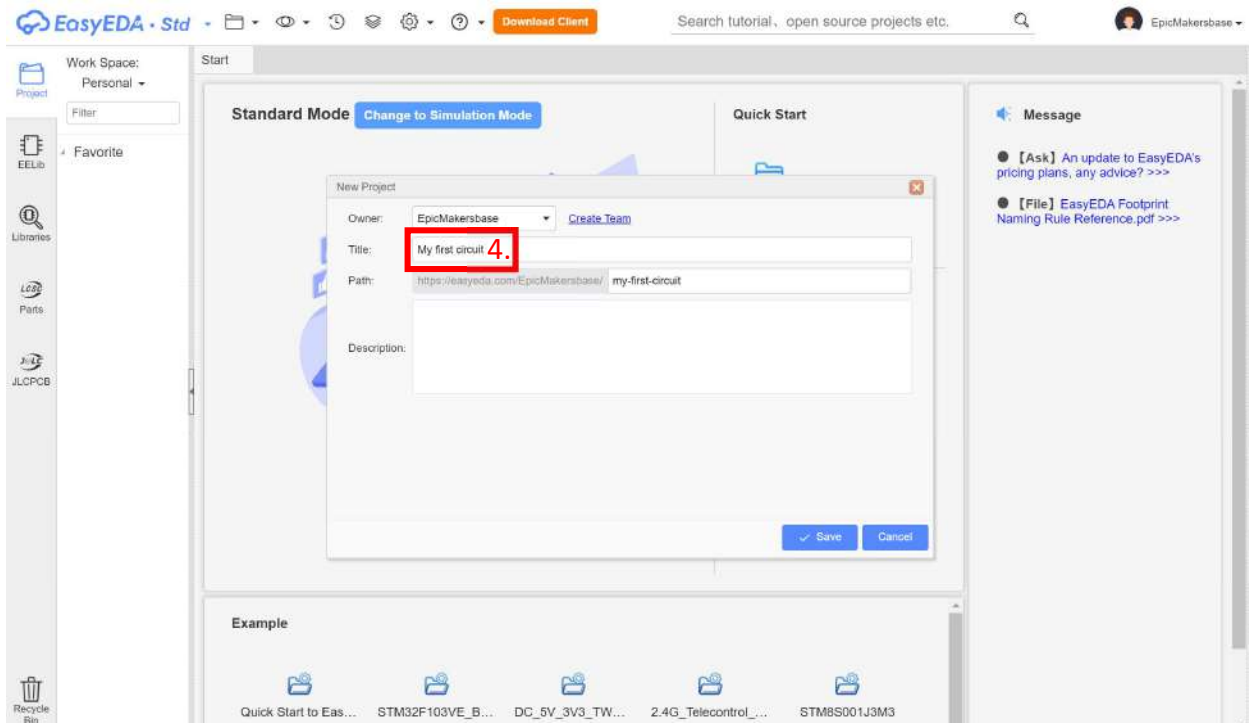 EasyEDA · Std
Download Client
Search tutorial、open source projects etc.
EpicMakersbase
Project
EELib
Libraries
LCSC
Parts
JLCPCB
Recycle
Bin
Work Space:
Personal
Filter
Favorite
Start
Standard Mode
Change to Simulation Mode
Quick Start
New Project
Owner:
EpicMakersbase
Create Team
Title:
My first circuit
4.
Path:
https://easyeda.com/EpicMakersbase/
my-first-circuit
Description:
Save
Cancel
Message
【Ask】An update to EasyEDA's
pricing plans, any advice? >>>
【File】EasyEDA Footprint
Naming Rule Reference.pdf >>>
Example
Quick Start to Eas...
STM32F103VE_B...
DC_5V_3V3_TW...
2.4G_Telecontrol_...
STM8S001J3M3